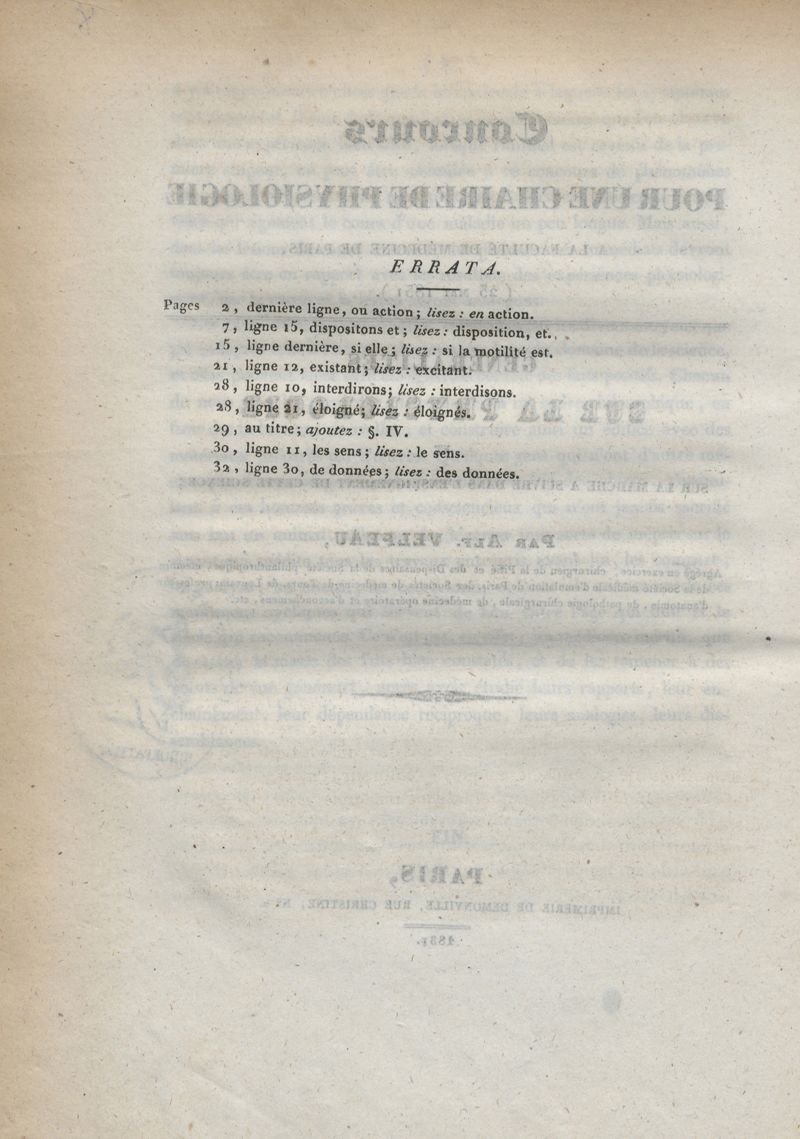 ERRATA.
Pages 2, dernière ligne, ou action; lisez : en action.
7, ligne 15, dispositons et; lisez : disposition, et.
15, ligne dernière, si elle; lisez : si la motilité est.
21, ligne 12, existant; lisez : excitant.
28, ligne 10, interdirons; lisez : interdisons.
28, ligne 21, éloigné; lisez : éloignés.
29, au titre; ajoutez : §. IV.
30, ligne 11, les sens; lisez : le sens.
32, ligne 30, de données; lisez : des données.